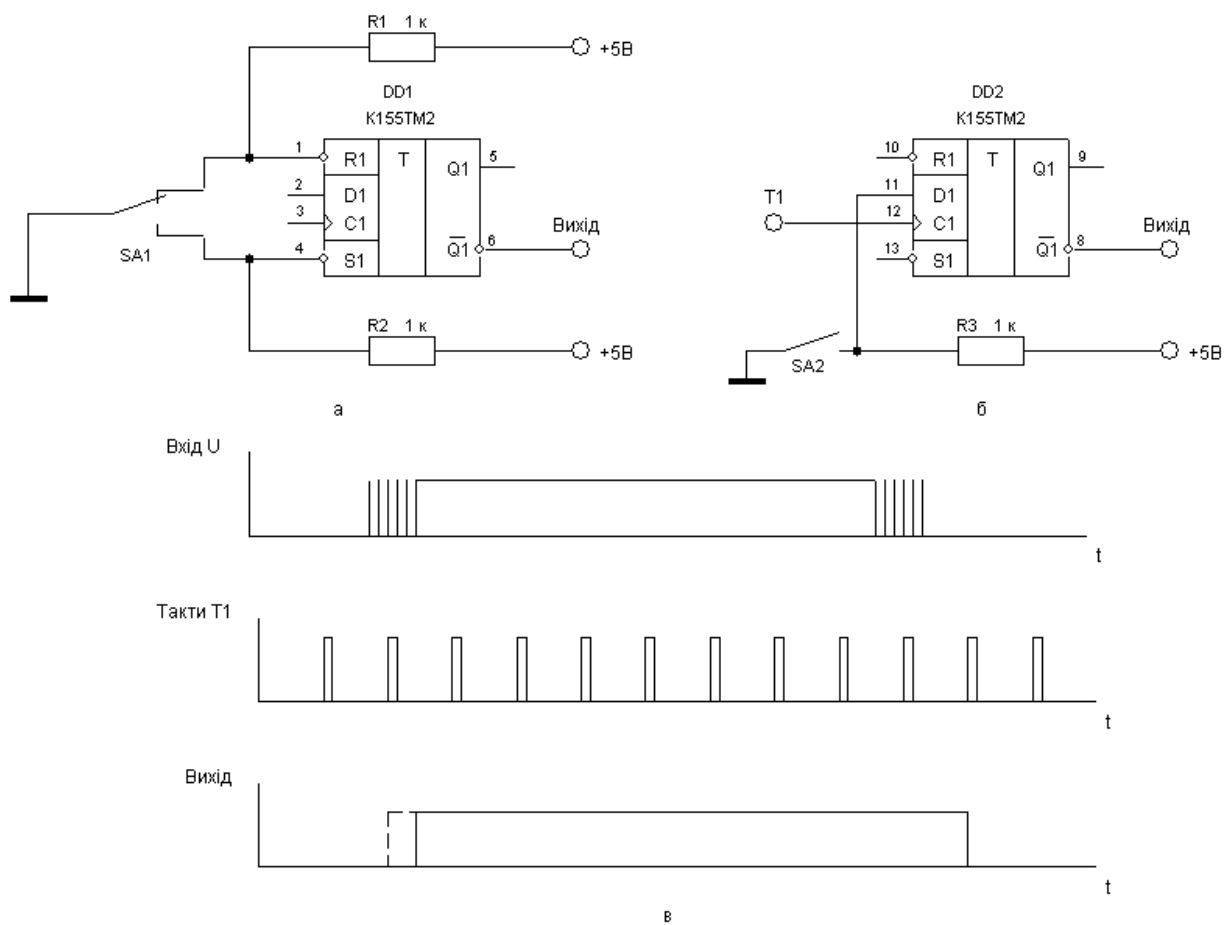 R1 1 к
+5В
DD1
К155ТМ2
1 R1 T Q1 5
2 D1
3 C1
4 S1 Q1 6 Вихід
SA1
R2 1 к
+5В
а
DD2
К155ТМ2
10 R1 T Q1 9
11 D1
T1 12 C1
13 S1 Q1 8 Вихід
SA2
R3 1 к
+5В
б
Вхід U
t
Такти Т1
t
Вихід
t
в